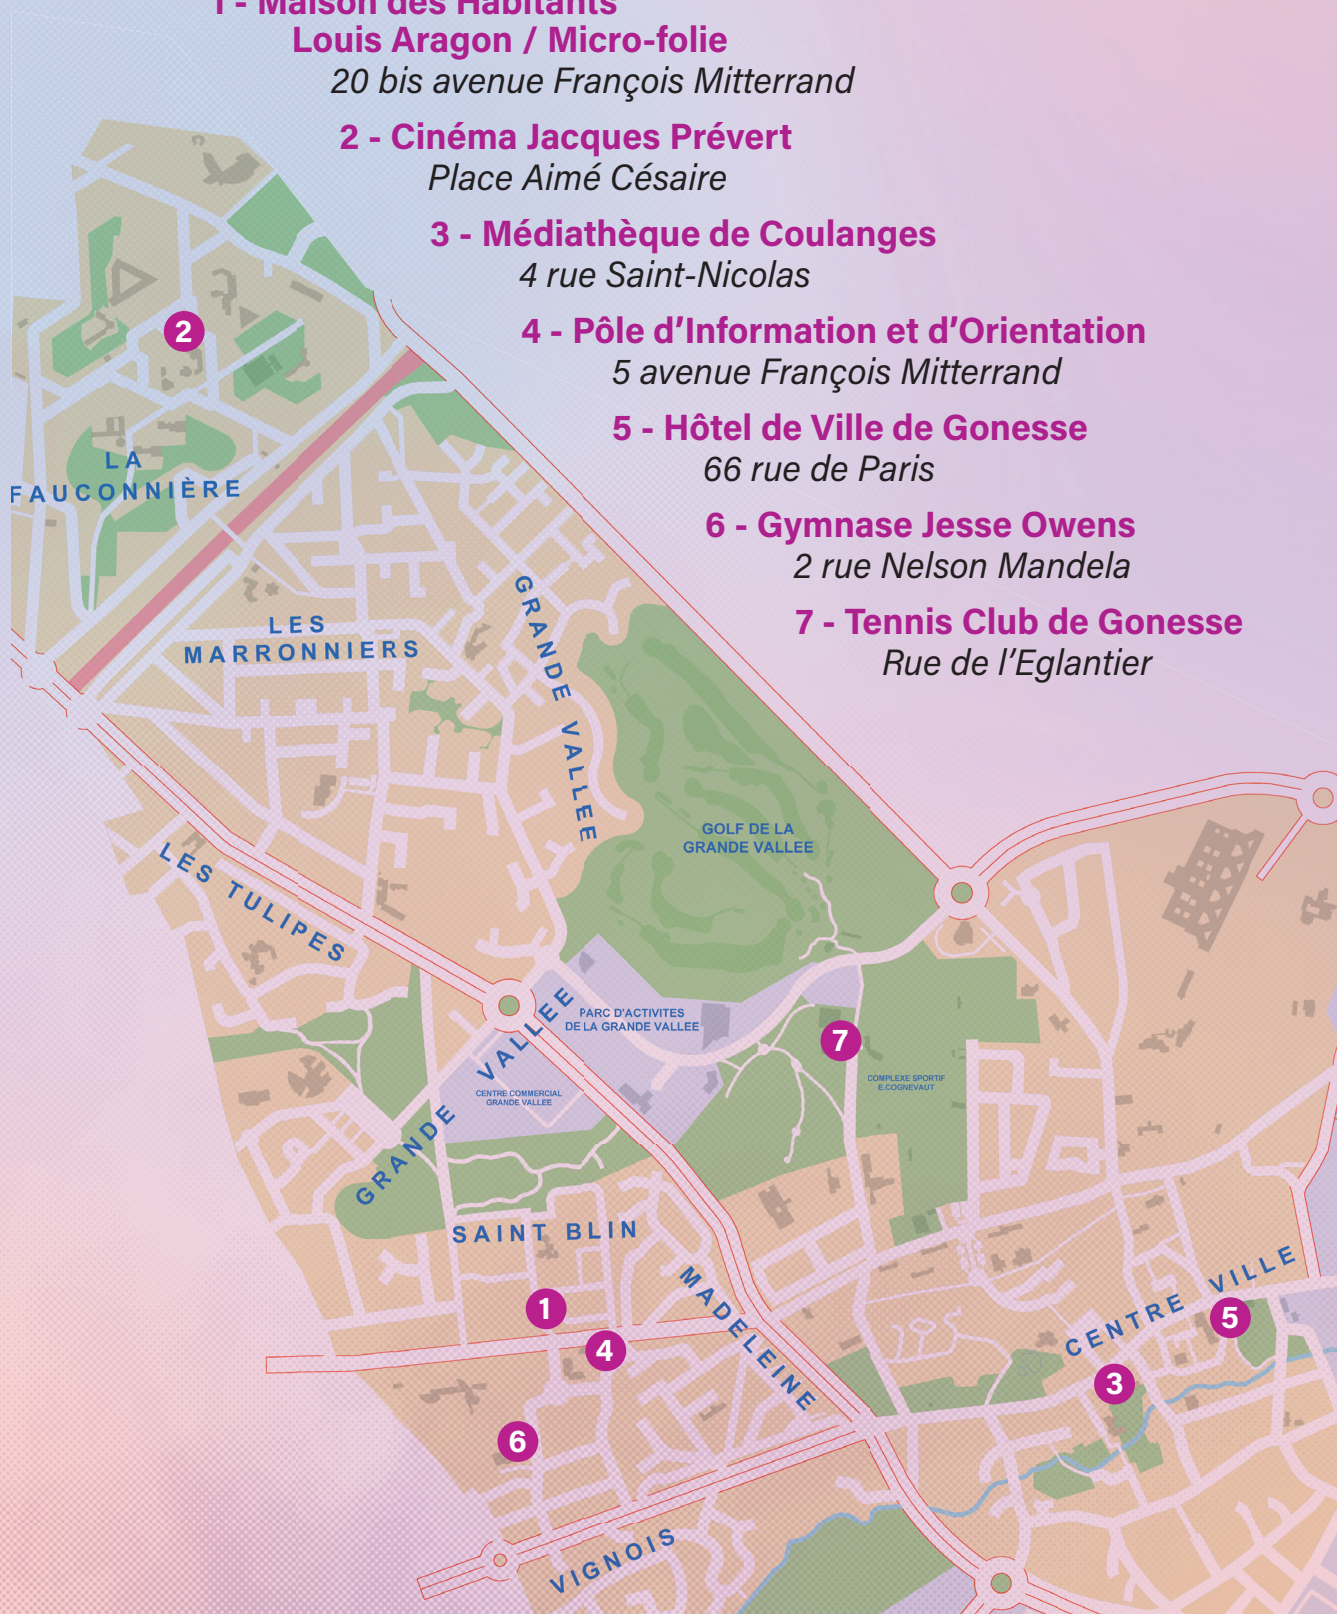 1 - Maison des Habitants
Louis Aragon / Micro-folie
20 bis avenue François Mitterrand
2 - Cinéma Jacques Prévert
Place Aimé Césaire
3 - Médiathèque de Coulanges
4 rue Saint-Nicolas
4 - Pôle d'Information et d'Orientation
5 avenue François Mitterrand
5 - Hôtel de Ville de Gonesse
66 rue de Paris
6 - Gymnase Jesse Owens
2 rue Nelson Mandela
7 - Tennis Club de Gonesse
Rue de l'Eglantier
2
LA
FAUCONNIÈRE
LES
MARRONNIERS
GRANDE VALLEE
GOLF DE LA
GRANDE VALLEE
LES TULIPES
PARC D'ACTIVITES
DE LA GRANDE VALLEE
7
COMPLEXE SPORTIF
E.COGNEVAUT
CENTRE COMMERCIAL
GRANDE VALLEE
GRANDE VALLEE
SAINT BLIN
MADELEINE
CENTRE VILLE
1
5
4
3
6
VIGNOIS